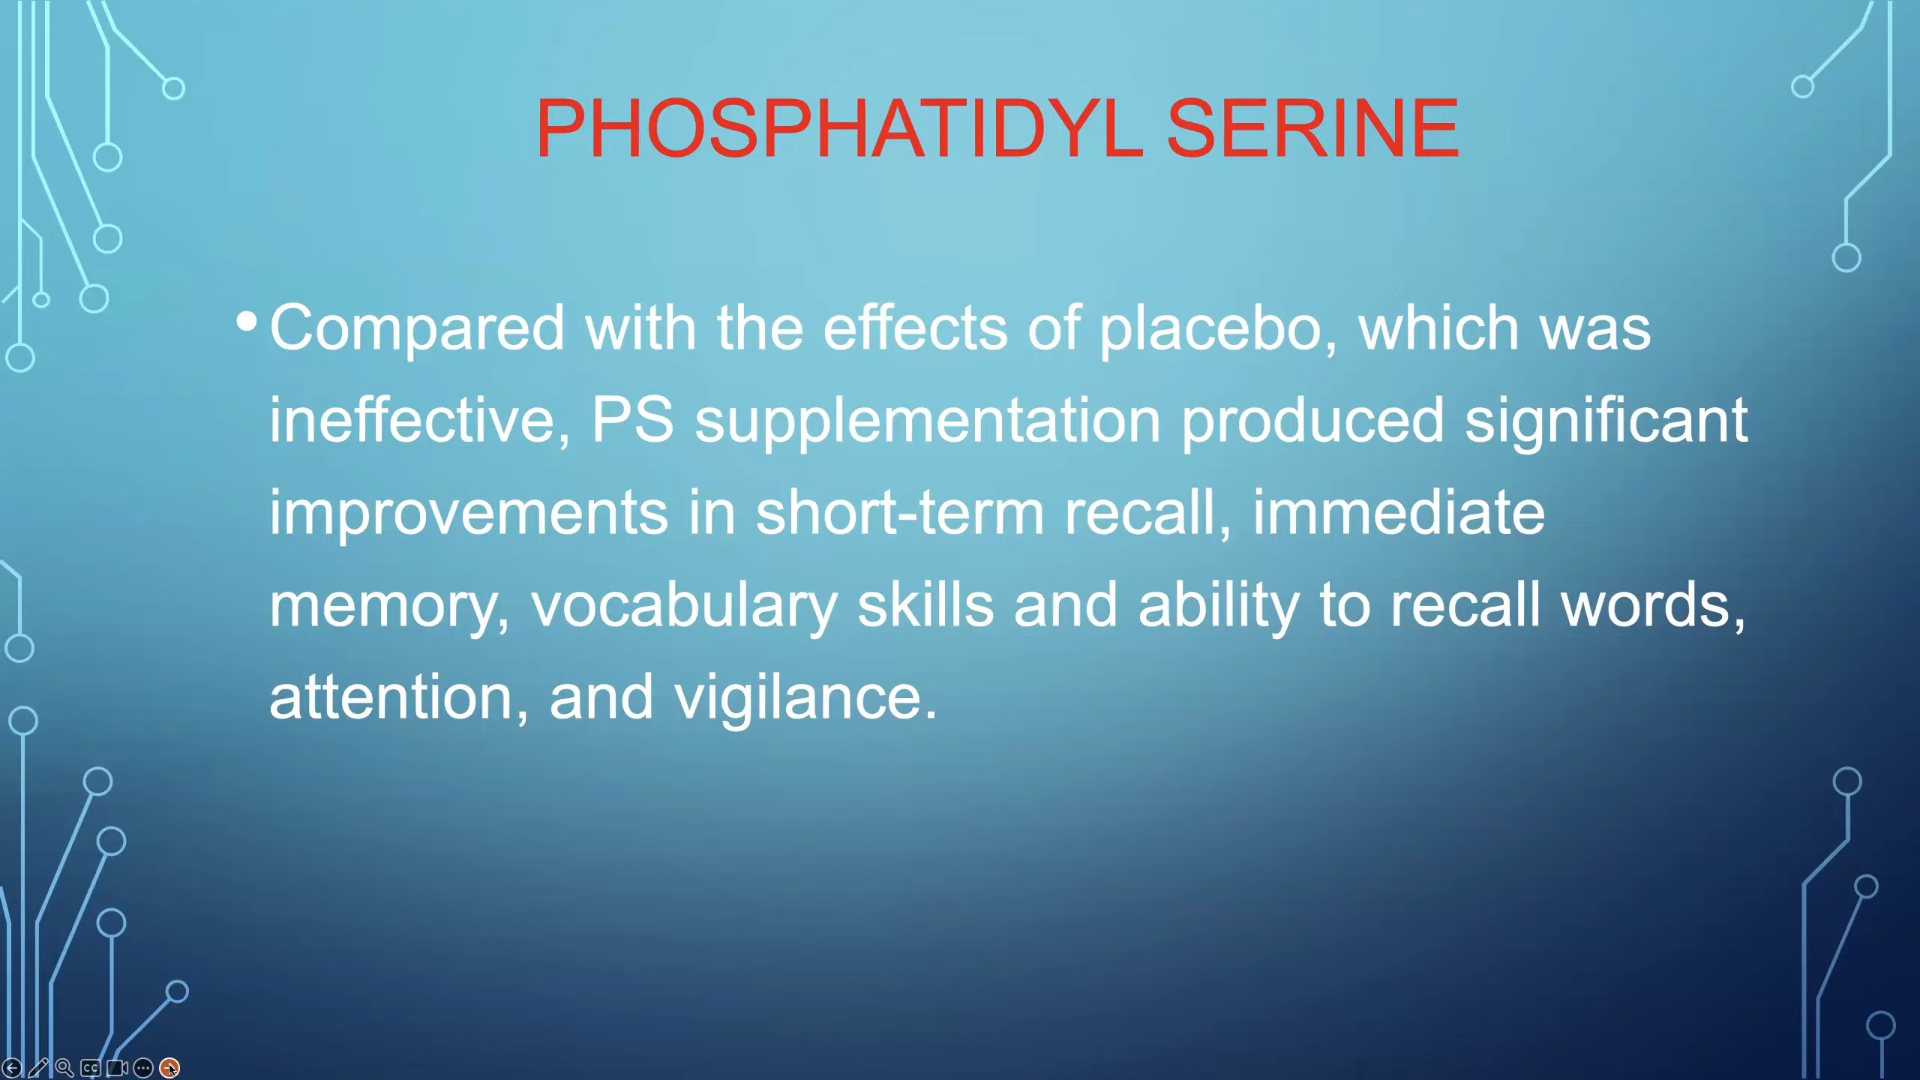 PHOSPHATIDYL SERINE
• Compared with the effects of placebo, which was
ineffective, PS supplementation produced significant
improvements in short-term recall, immediate
memory, vocabulary skills and ability to recall words,
attention, and vigilance.
CC